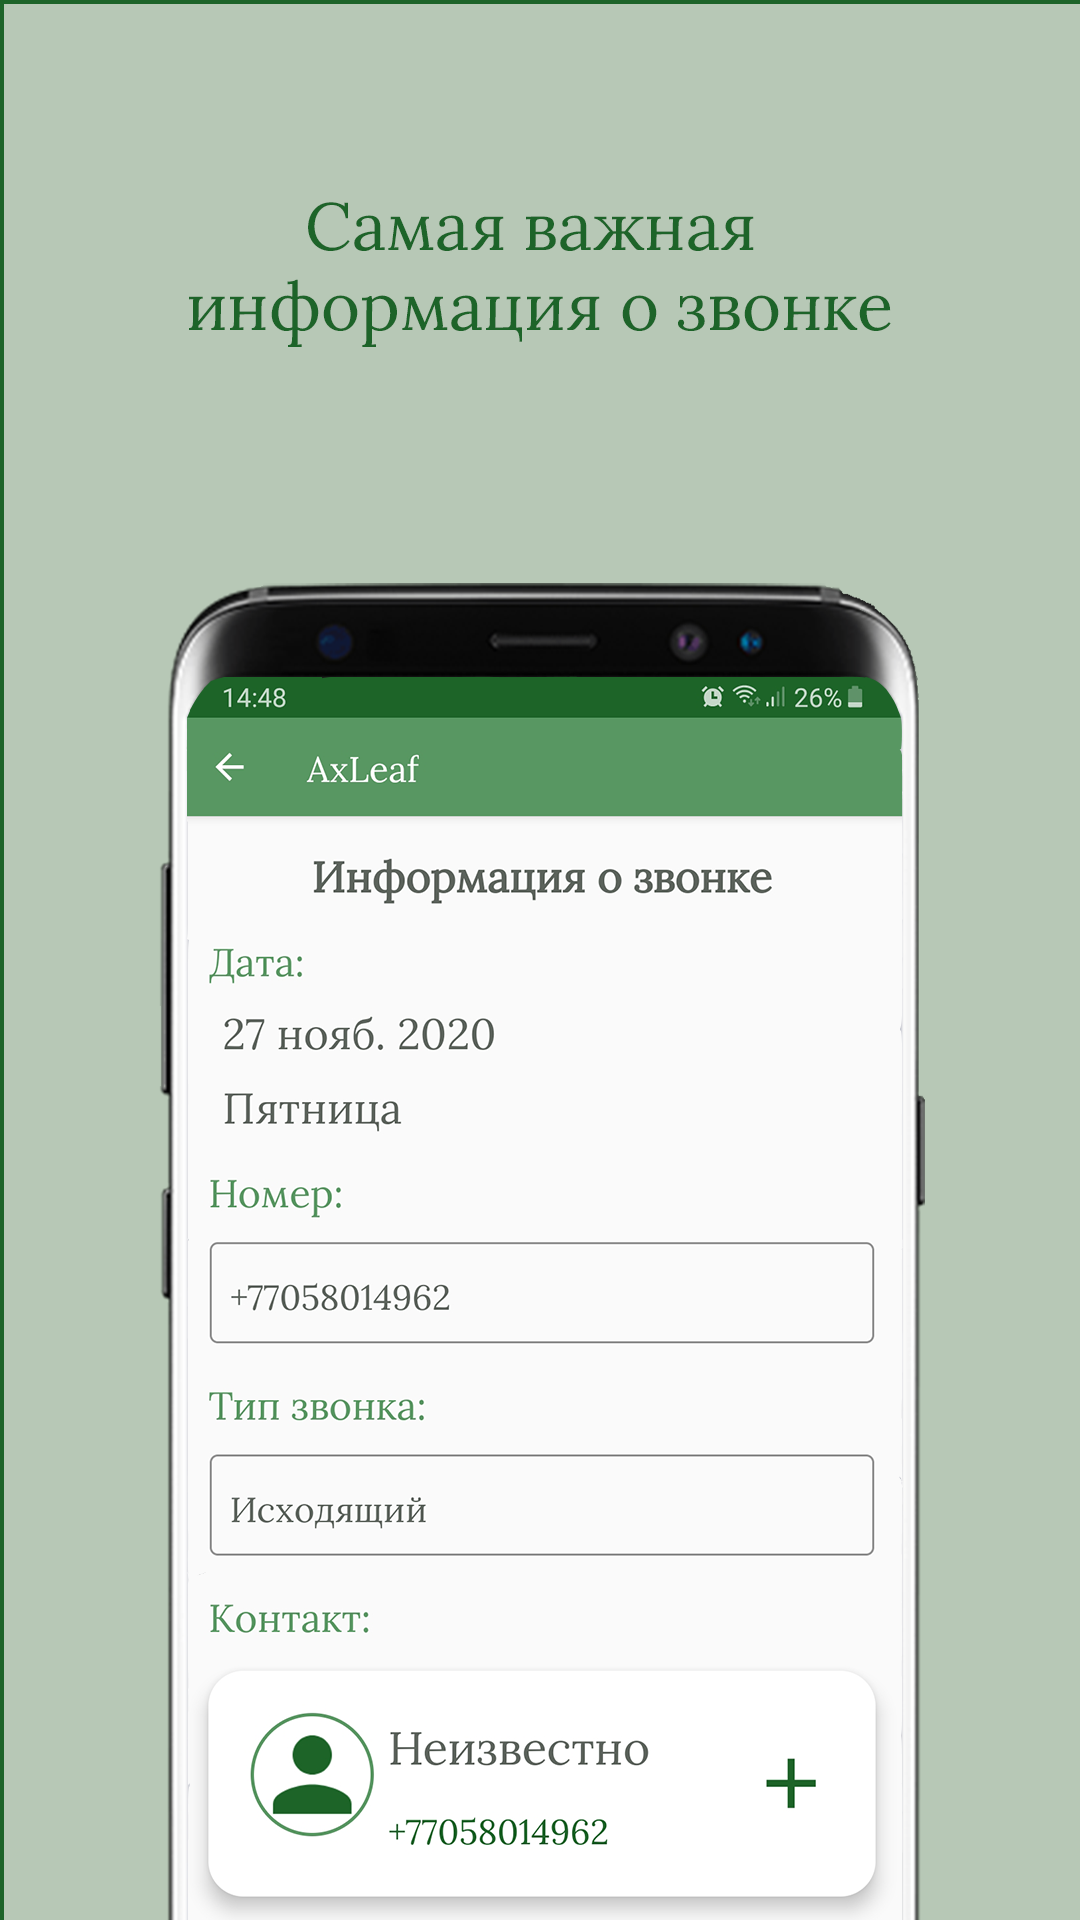 Самая важная
информация о звонке
14:48 26%
AxLeaf
Информация о звонке
Дата:
27 нояб. 2020
Пятница
Номер:
+77058014962
Тип звонка:
Исходящий
Контакт:
Неизвестно
+77058014962